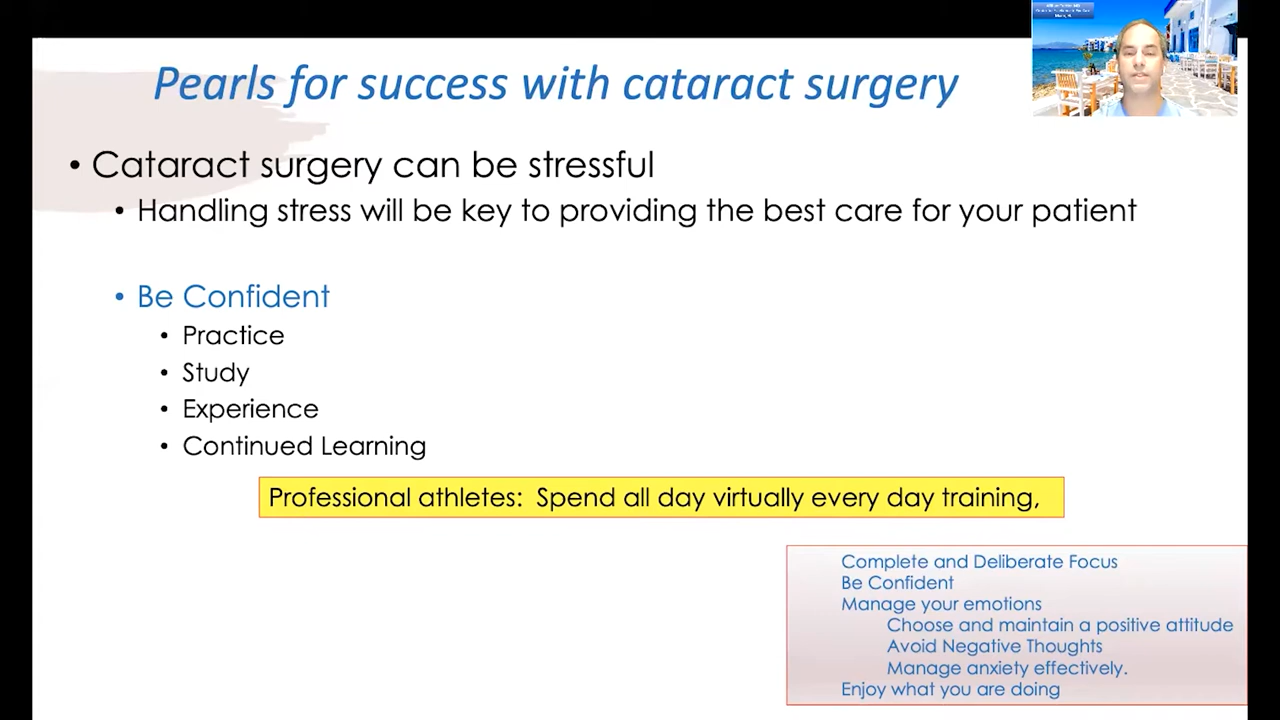 Pearls for success with cataract surgery
• Cataract surgery can be stressful
• Handling stress will be key to providing the best care for your patient
• Be Confident
• Practice
• Study
• Experience
• Continued Learning
Professional athletes: Spend all day virtually every day training,
Complete and Deliberate Focus
Be Confident
Manage your emotions
Choose and maintain a positive attitude
Avoid Negative Thoughts
Manage anxiety effectively.
Enjoy what you are doing